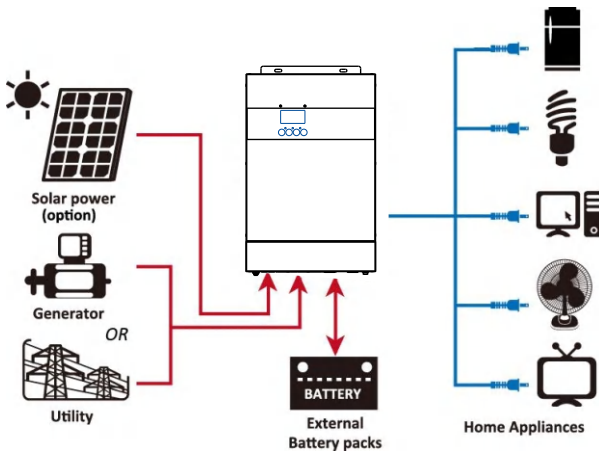 Solar power
(option)
Generator
OR
Utility
BATTERY
External
Battery packs
Home Appliances